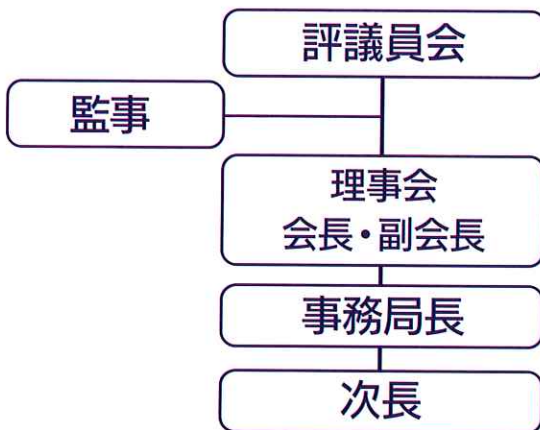 評議員会
監事
理事会
会長・副会長
事務局長
次長